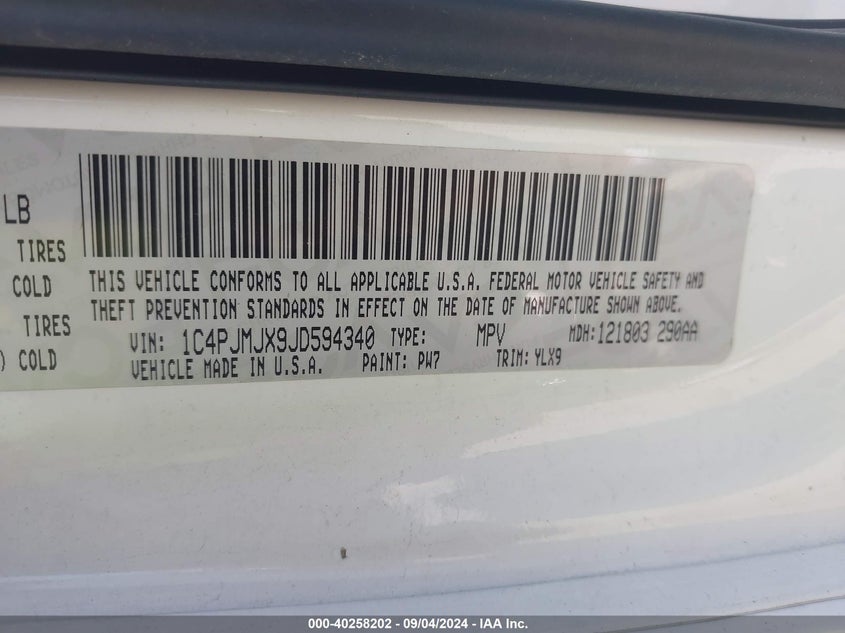 LB
TIRES
COLD
TIRES
) COLD
THIS VEHICLE CONFORMS TO ALL APPLICABLE U.S.A. FEDERAL MOTOR VEHICLE SAFETY AND
THEFT PREVENTION STANDARDS IN EFFECT ON THE DATE OF MANUFACTURE SHOWN ABOVE.
VIN: 1C4PJMJX9JD594340 TYPE: MPV MDH: 121803 290AA
VEHICLE MADE IN U.S.A. PAINT: PW7 TRIM: YLX9
000-40258202 - 09/04/2024 - IAA Inc.